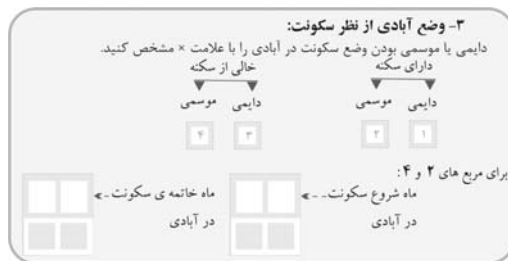 ۳- وضع آبادی از نظر سکونت:
دایمی یا موسمی بودن وضع سکونت در آبادی را با علامت × مشخص کنید.
دارای سکنه خالی از سکنه
دایمی موسمی دایمی موسمی
۱ ۲ ۳ ۴
برای مربع های ۲ و ۴:
ماه شروع سکونت ماه خاتمه ی سکونت
در آبادی در آبادی